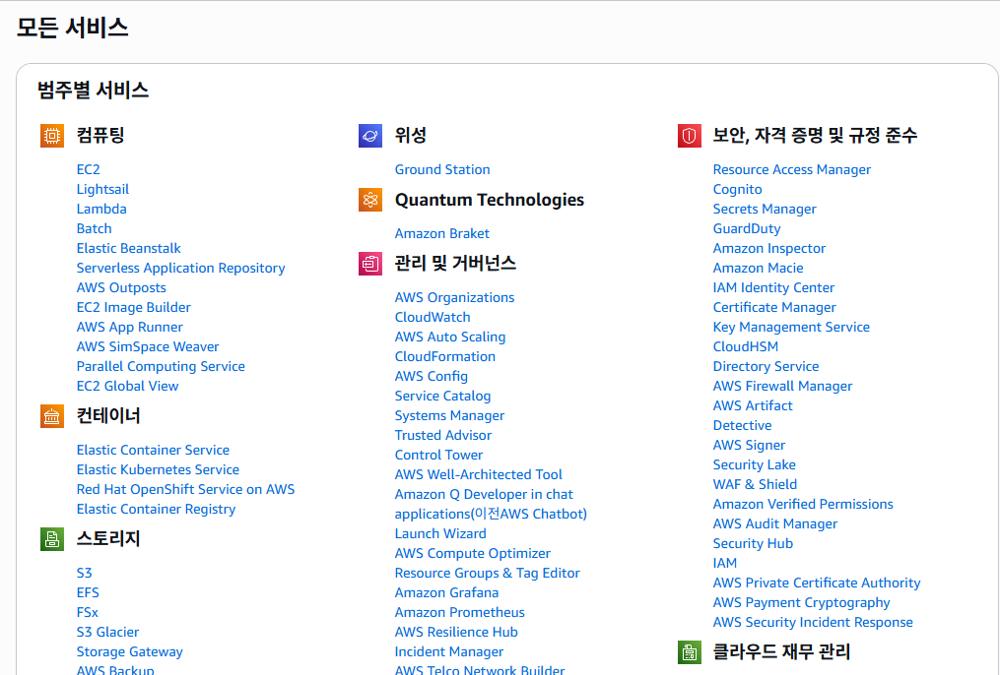 모든 서비스
범주별 서비스
컴퓨팅
EC2
Lightsail
Lambda
Batch
Elastic Beanstalk
Serverless Application Repository
AWS Outposts
EC2 Image Builder
AWS App Runner
AWS SimSpace Weaver
Parallel Computing Service
EC2 Global View
컨테이너
Elastic Container Service
Elastic Kubernetes Service
Red Hat OpenShift Service on AWS
Elastic Container Registry
스토리지
S3
EFS
FSx
S3 Glacier
Storage Gateway
AWS Backup
위성
Ground Station
Quantum Technologies
Amazon Braket
관리 및 거버넌스
AWS Organizations
CloudWatch
AWS Auto Scaling
CloudFormation
AWS Config
Service Catalog
Systems Manager
Trusted Advisor
Control Tower
AWS Well-Architected Tool
Amazon Q Developer in chat
applications(이전AWS Chatbot)
Launch Wizard
AWS Compute Optimizer
Resource Groups & Tag Editor
Amazon Grafana
Amazon Prometheus
AWS Resilience Hub
Incident Manager
AWS Telco Network Builder
보안, 자격 증명 및 규정 준수
Resource Access Manager
Cognito
Secrets Manager
GuardDuty
Amazon Inspector
Amazon Macie
IAM Identity Center
Certificate Manager
Key Management Service
CloudHSM
Directory Service
AWS Firewall Manager
AWS Artifact
Detective
AWS Signer
Security Lake
WAF & Shield
Amazon Verified Permissions
AWS Audit Manager
Security Hub
IAM
AWS Private Certificate Authority
AWS Payment Cryptography
AWS Security Incident Response
클라우드 재무 관리